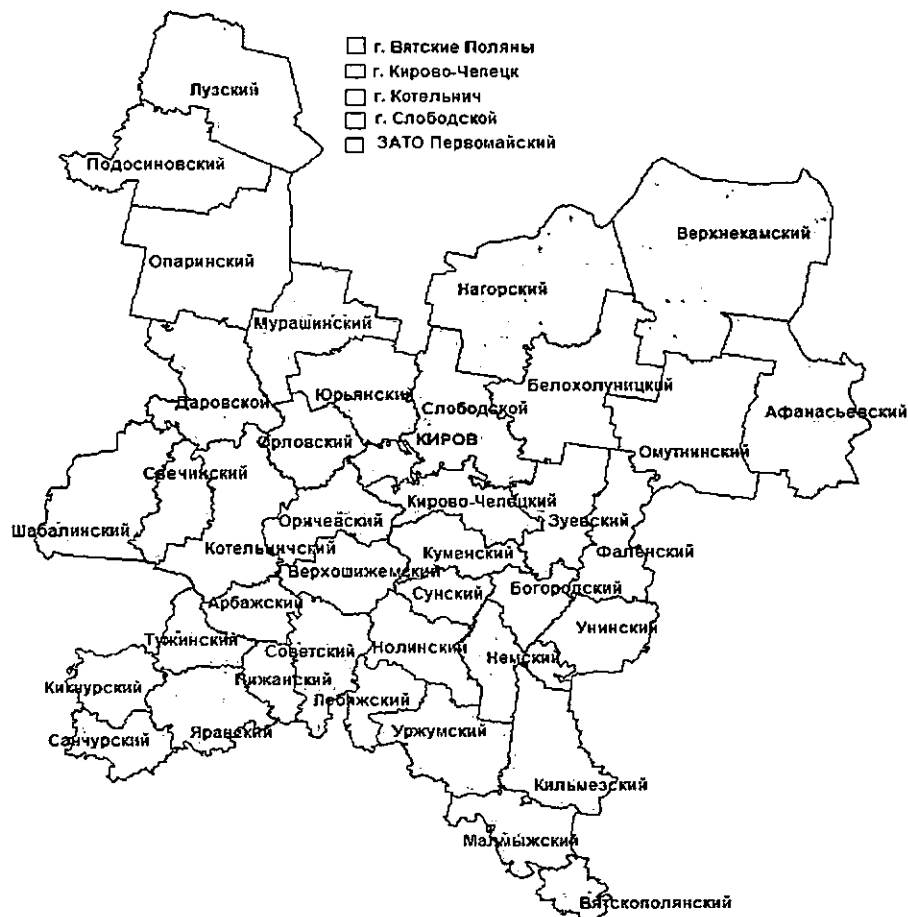 г. Вятские Поляны
г. Кирово-Чепецк
г. Котельнич
г. Слободской
ЗАТО Первомайский
Лузский
Подосиновский
Опаринский
Верхнекамский
Нагорский
Мурашинский
Юрьянский
Белохолуницкий
Даровской
Слободской
Афанасьевский
Орловский
КИРОВ
Омутнинский
Свечинский
Кирово-Чепецкий
Шабалинский
Оричевский
Зуевский
Котельничский
Куменский
Фаленский
Верхошижемский
Богородский
Сунский
Арбажский
Унинский
Тужинский
Советский
Нолинский
Немский
Кикнурский
Пижанский
Лебяжский
Санчурский
Яранский
Уржумский
Кильмезский
Малмыжский
Вятскополянский